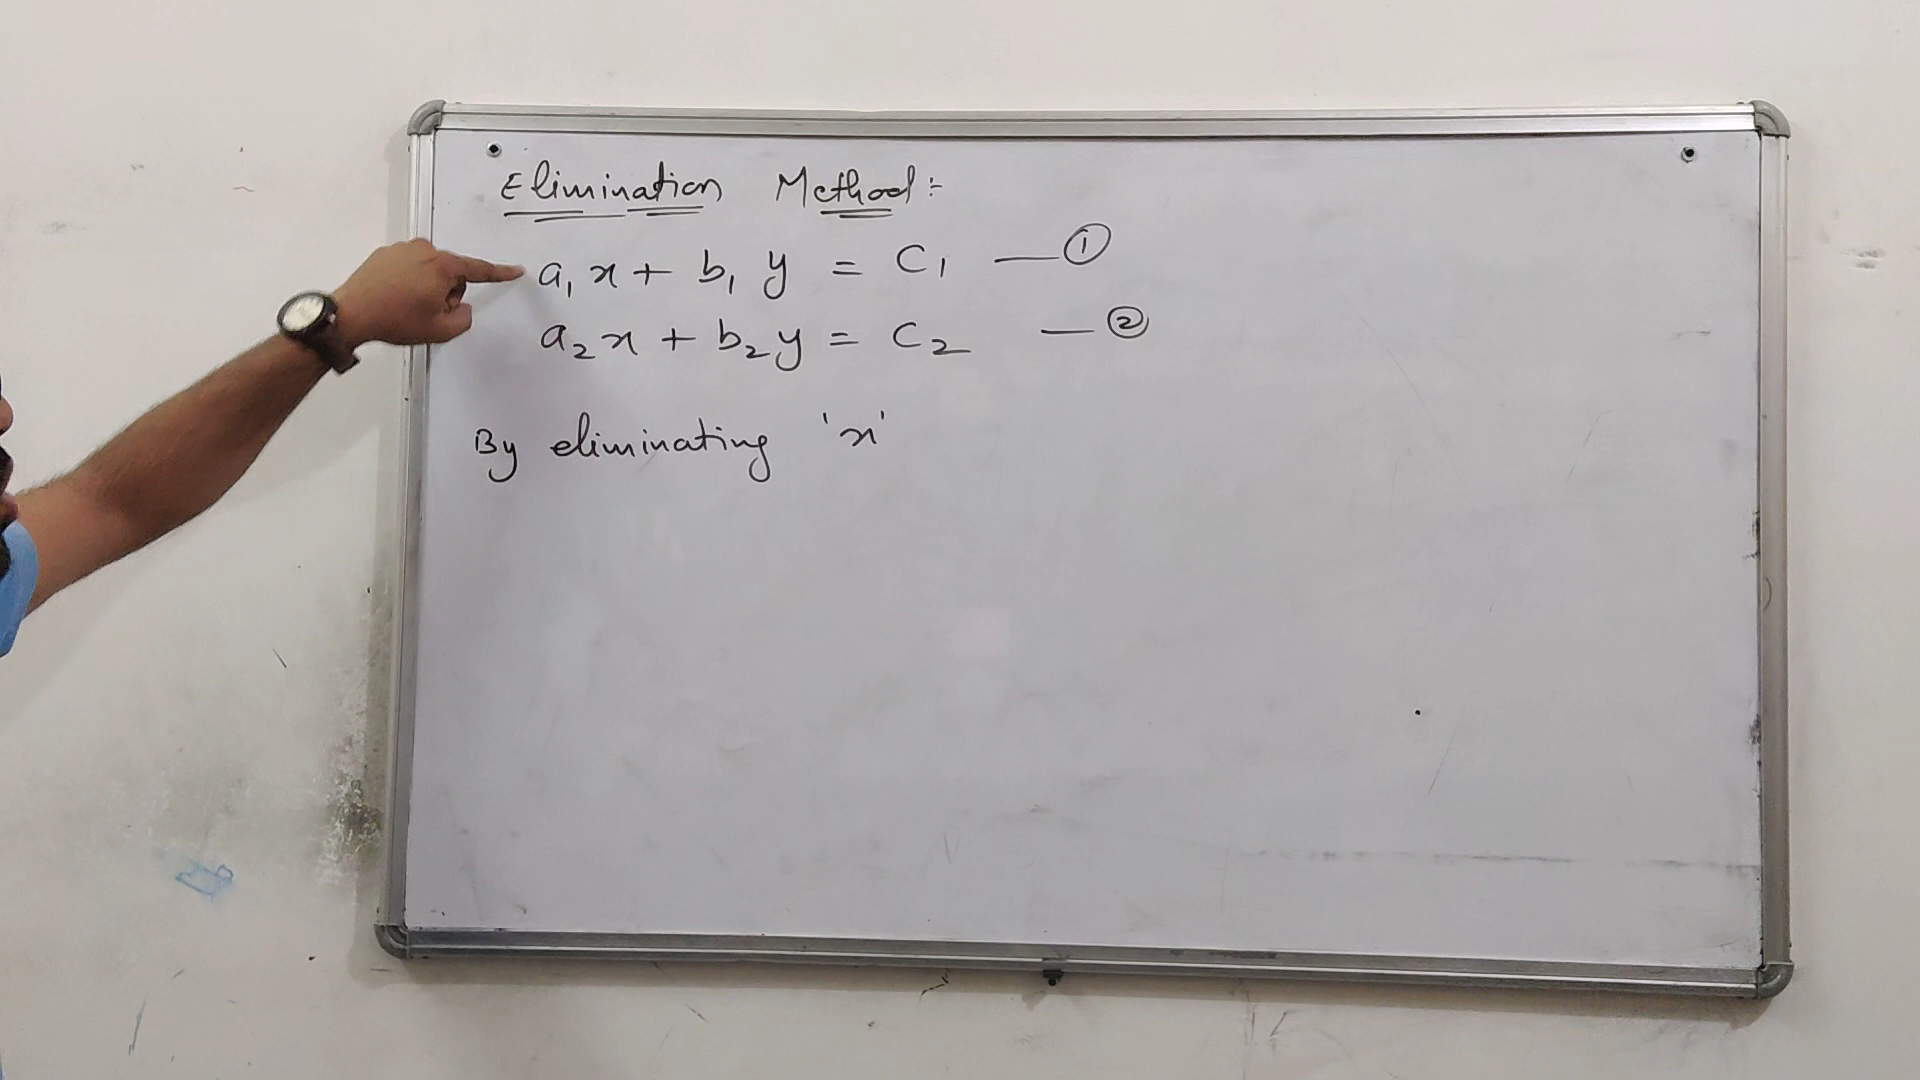 Elimination Method :-
a₁x + b₁y = C₁ — ①
a₂x + b₂y = C₂ — ②
By eliminating 'x'